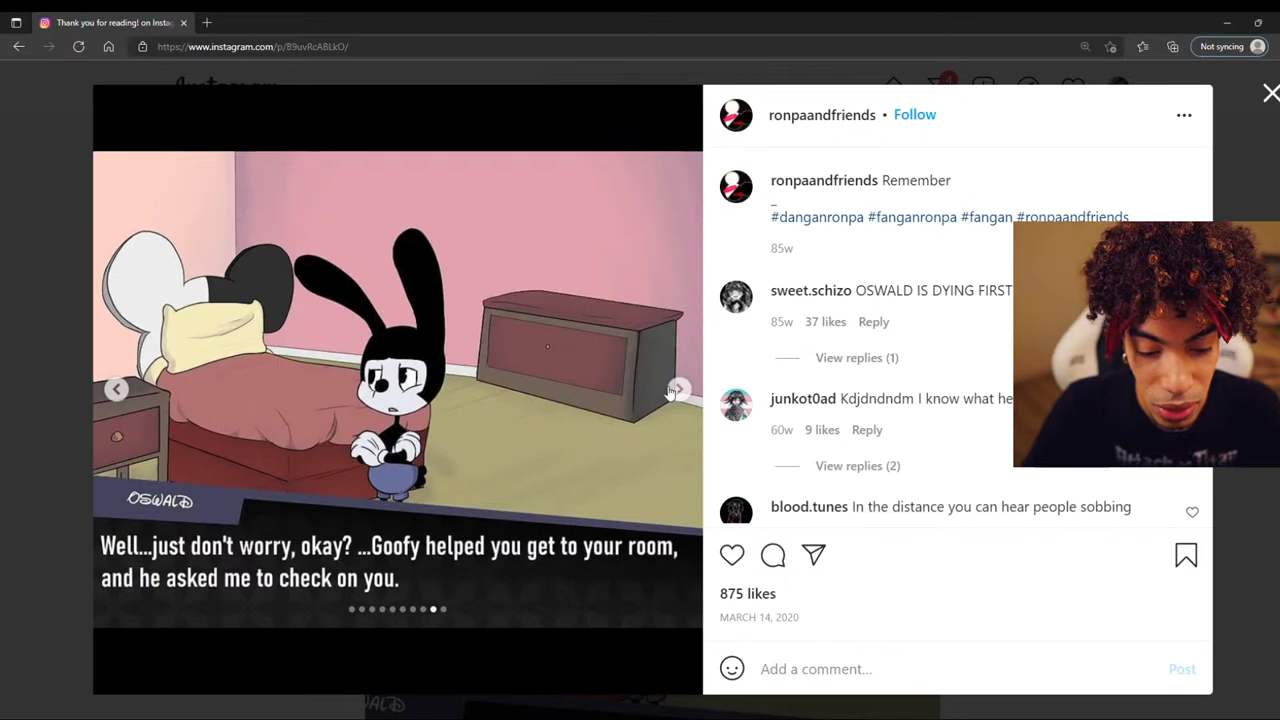 Thank you for reading! on Instag
https://www.instagram.com/p/B9uvRcABLkO/
Not syncing
Instagram
4
ronpaandfriends • Follow
ronpaandfriends Remember
_
#danganronpa #fanganronpa #fangan #ronpaandfriends
85w
sweet.schizo OSWALD IS DYING FIRST
85w 37 likes Reply
View replies (1)
junkot0ad Kdjdndndm I know what he
60w 9 likes Reply
View replies (2)
blood.tunes In the distance you can hear people sobbing
875 likes
MARCH 14, 2020
Add a comment...
Post
OSWALD
Well...just don't worry, okay? ...Goofy helped you get to your room,
and he asked me to check on you.
OSWALD